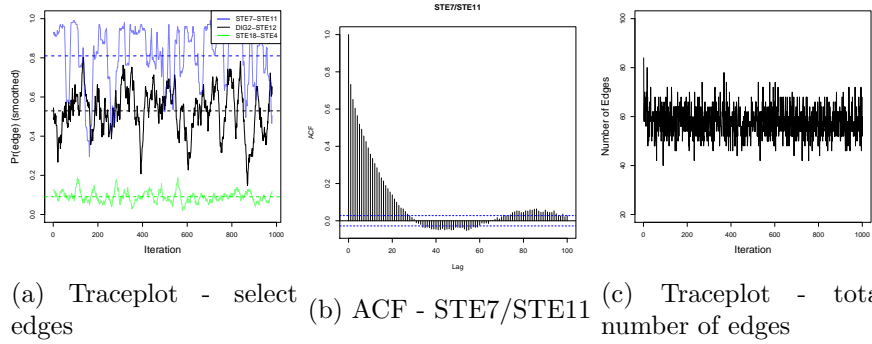 STE7/STE11
STE7−STE11
DIG2−STE12
STE18−STE4
Pr(edge) (smoothed)
0.0 0.2 0.4 0.6 0.8 1.0
0 200 400 600 800 1000
Iteration
ACF
0.0 0.2 0.4 0.6 0.8 1.0
0 20 40 60 80 100
Lag
Number of Edges
20 40 60 80 100
0 200 400 600 800 1000
Iteration
(a) Traceplot - select
edges
(b) ACF - STE7/STE11
(c) Traceplot - tota
number of edges